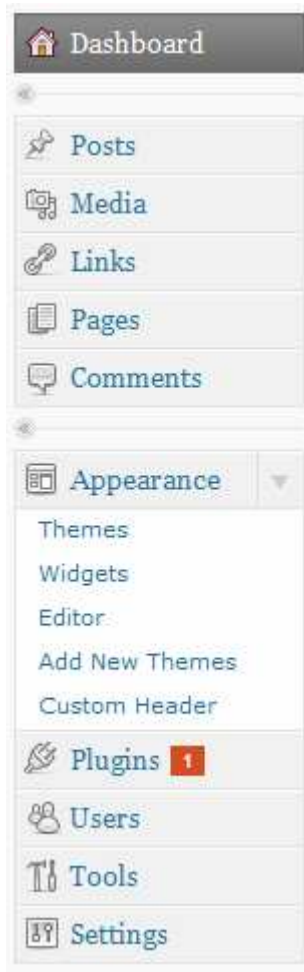 Dashboard
Posts
Media
Links
Pages
Comments
Appearance
Themes
Widgets
Editor
Add New Themes
Custom Header
Plugins 1
Users
Tools
Settings